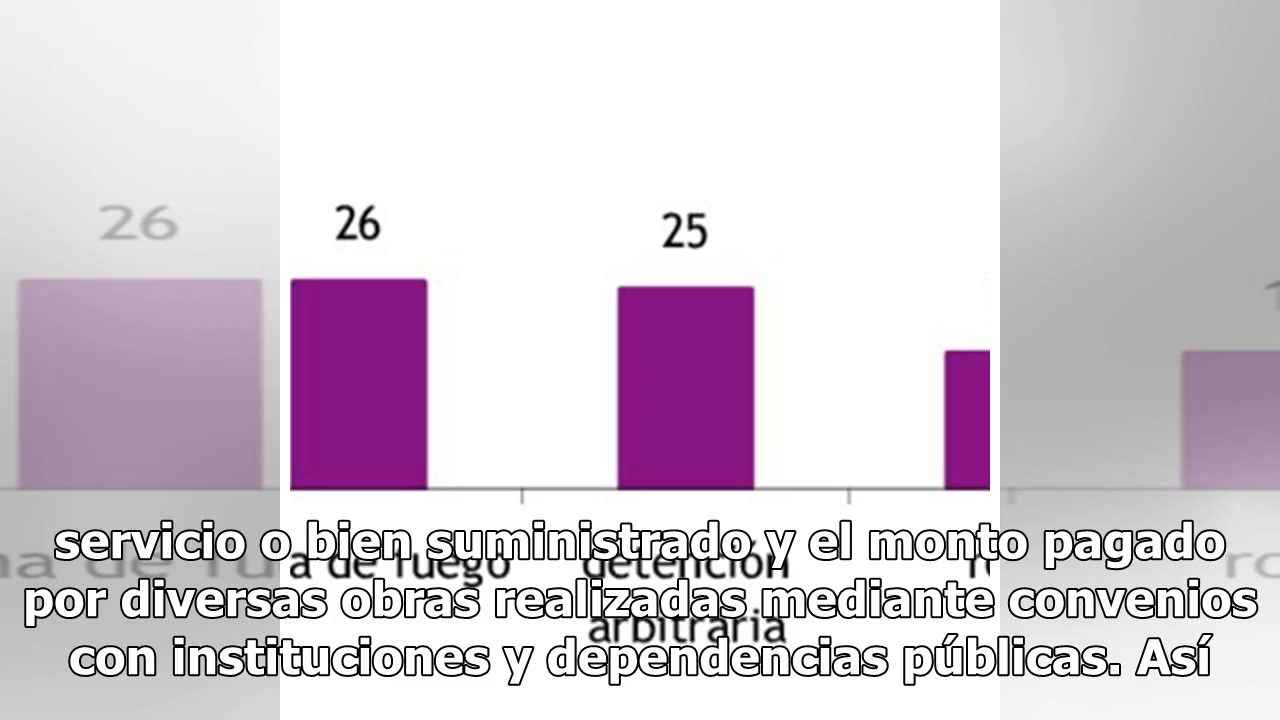 26
26
25
a de fuego
detención
arbitraria
servicio o bien suministrado y el monto pagado
por diversas obras realizadas mediante convenios
con instituciones y dependencias públicas. Así